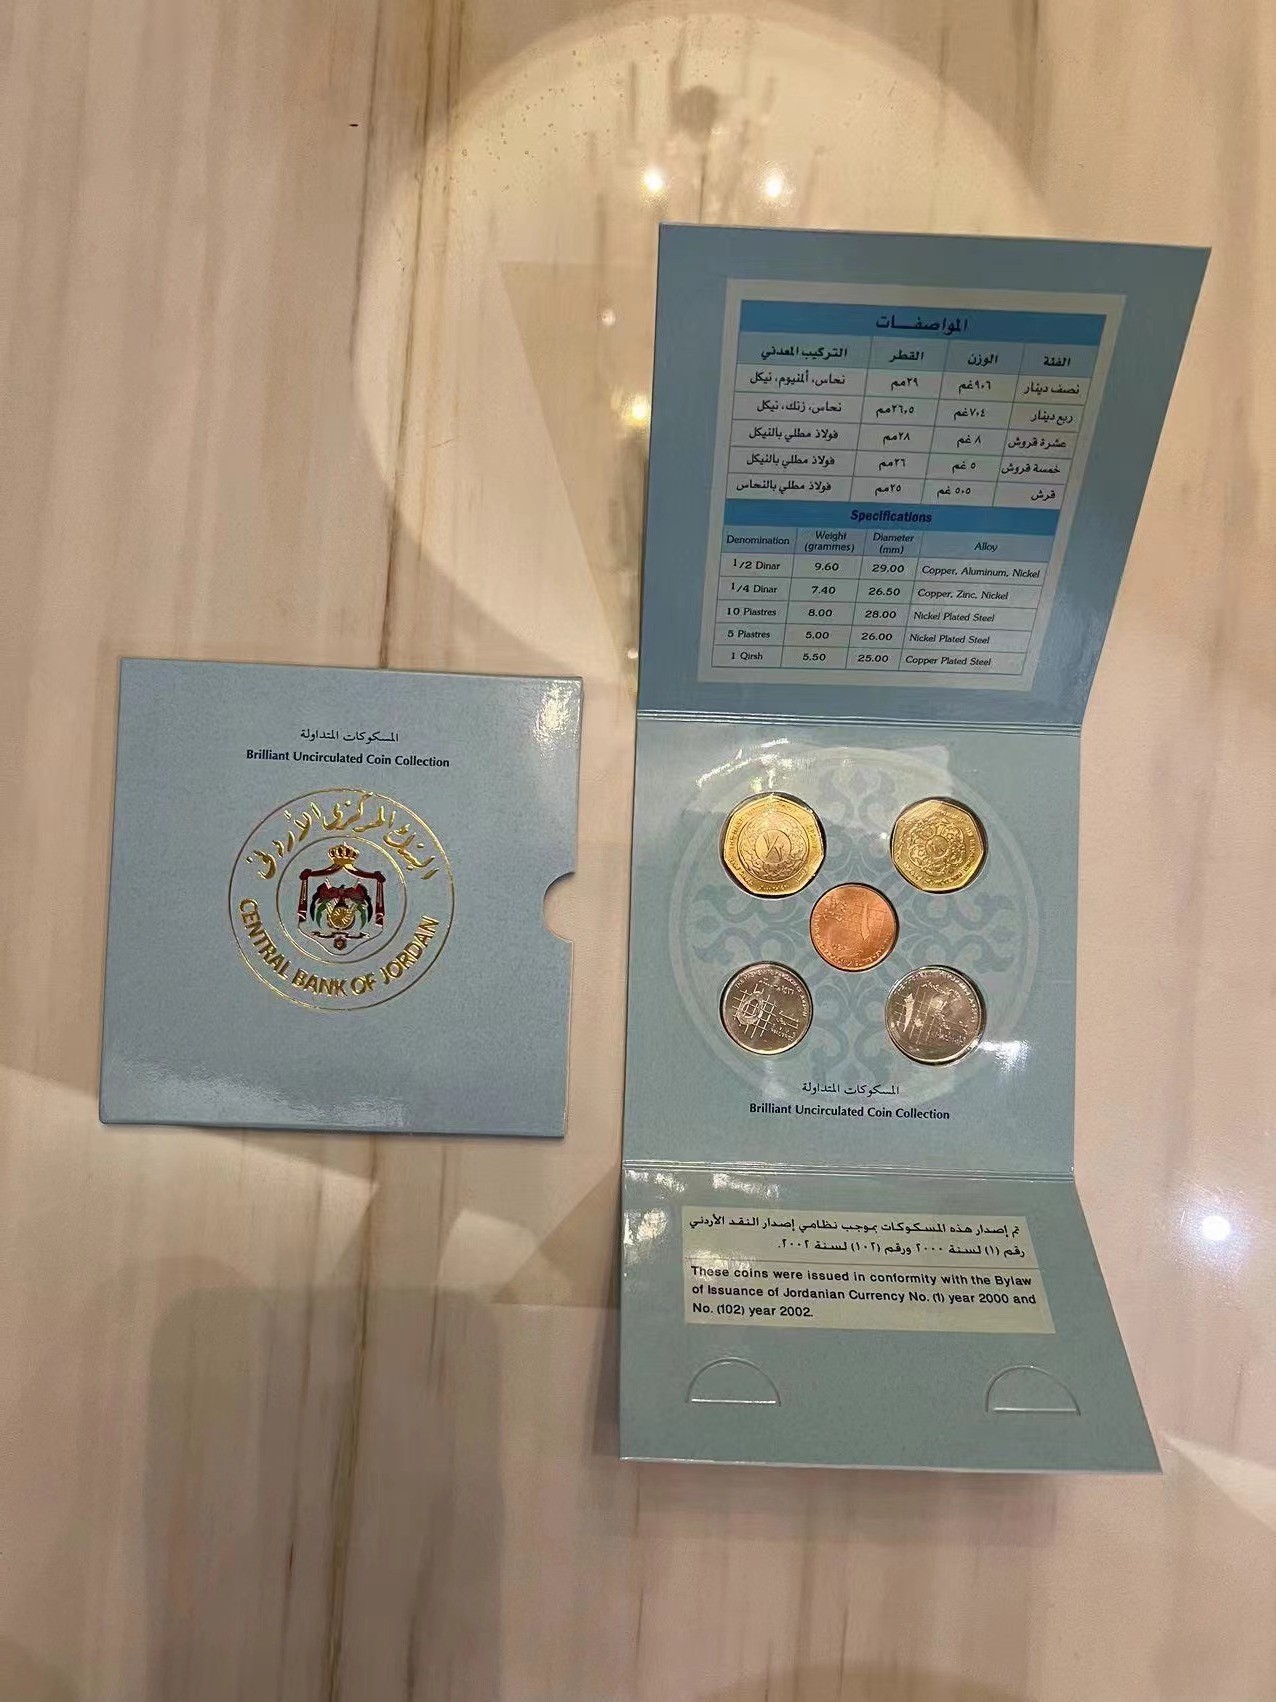 المسكوكات المتداولة
Brilliant Uncirculated Coin Collection
البنك المركزي الأردني
CENTRAL BANK OF JORDAN
المواصفات
الفئة الوزن القطر التركيب المعدني
نصف دينار ٩٫٦غم ٢٩مم نحاس، ألمنيوم، نيكل
ربع دينار ٧٫٤غم ٢٦٫٥مم نحاس، زنك، نيكل
عشرة قروش ٨ غم ٢٨مم فولاذ مطلي بالنيكل
خمسة قروش ٥ غم ٢٦مم فولاذ مطلي بالنيكل
قرش ٥٫٥ غم ٢٥مم فولاذ مطلي بالنحاس
Specifications
Denomination Weight (grammes) Diameter (mm) Alloy
1/2 Dinar 9.60 29.00 Copper, Aluminum, Nickel
1/4 Dinar 7.40 26.50 Copper, Zinc, Nickel
10 Piastres 8.00 28.00 Nickel Plated Steel
5 Piastres 5.00 26.00 Nickel Plated Steel
1 Qirsh 5.50 25.00 Copper Plated Steel
المسكوكات المتداولة
Brilliant Uncirculated Coin Collection
تم إصدار هذه المسكوكات بموجب نظامي إصدار النقد الأردني
رقم (١) لسنة ٢٠٠٠ ورقم (١٠٢) لسنة ٢٠٠٢.
These coins were issued in conformity with the Bylaw
of Issuance of Jordanian Currency No. (1) year 2000 and
No. (102) year 2002.